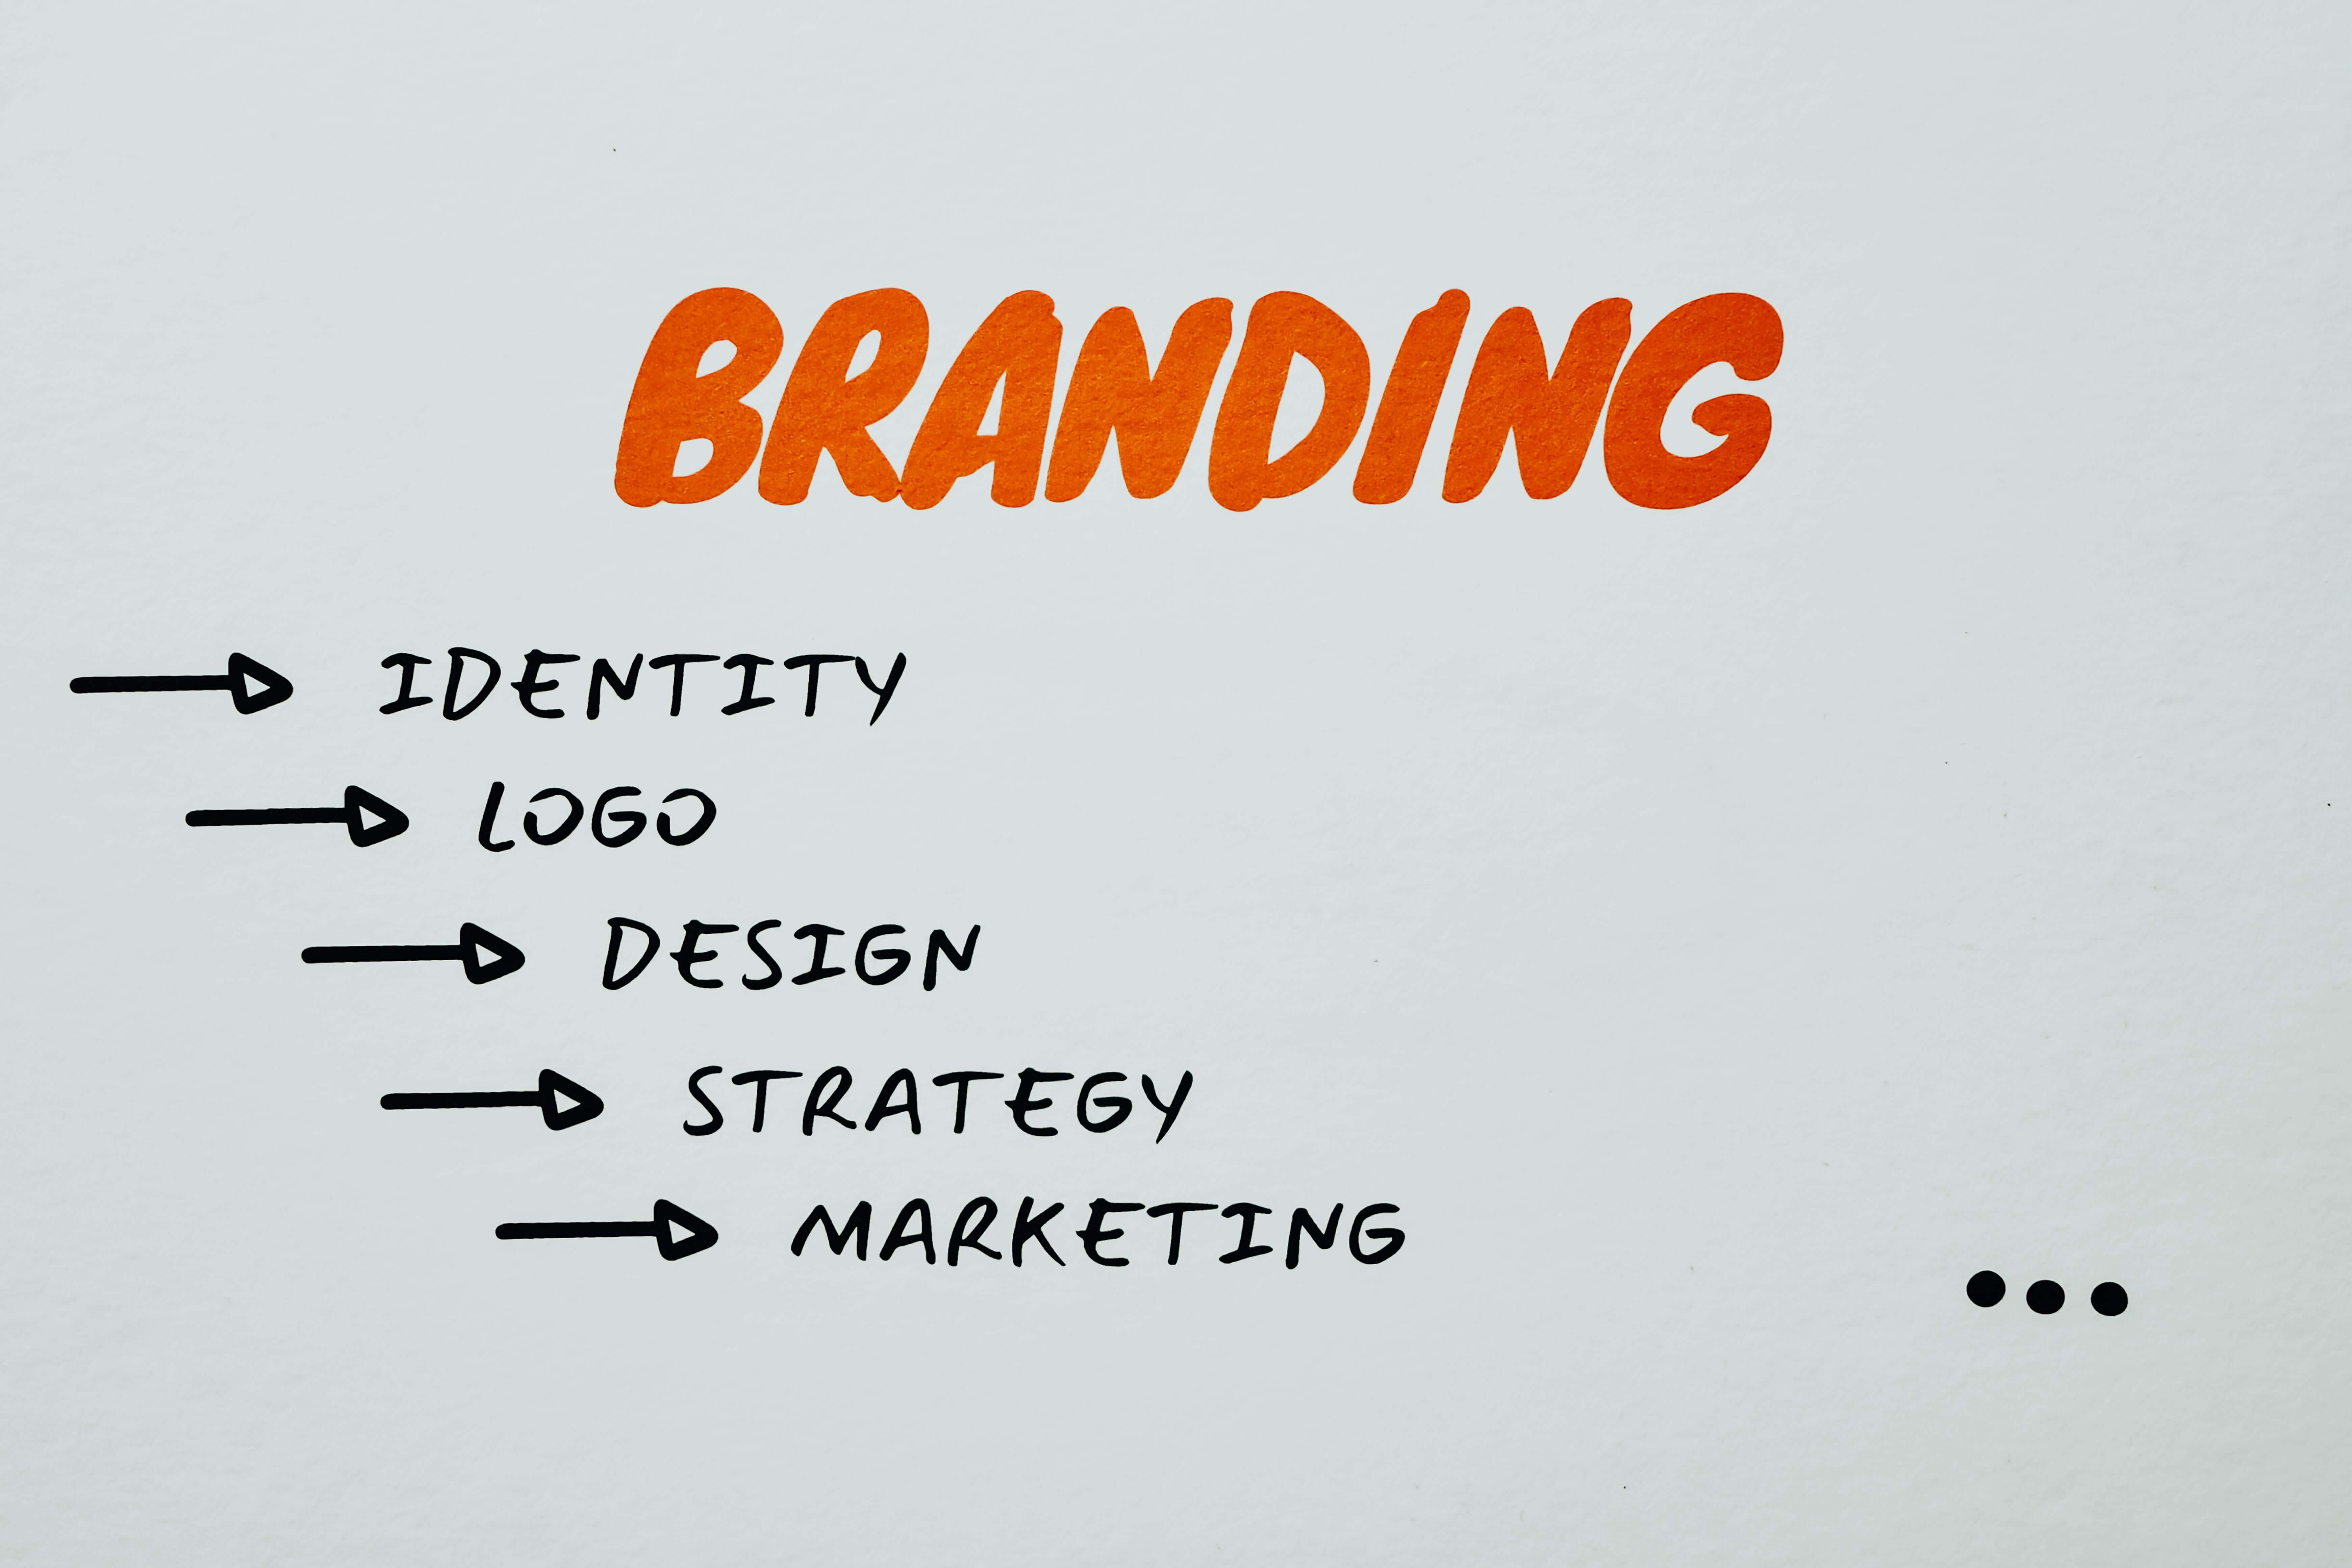 BRANDING
IDENTITY
LOGO
DESIGN
STRATEGY
MARKETING
...